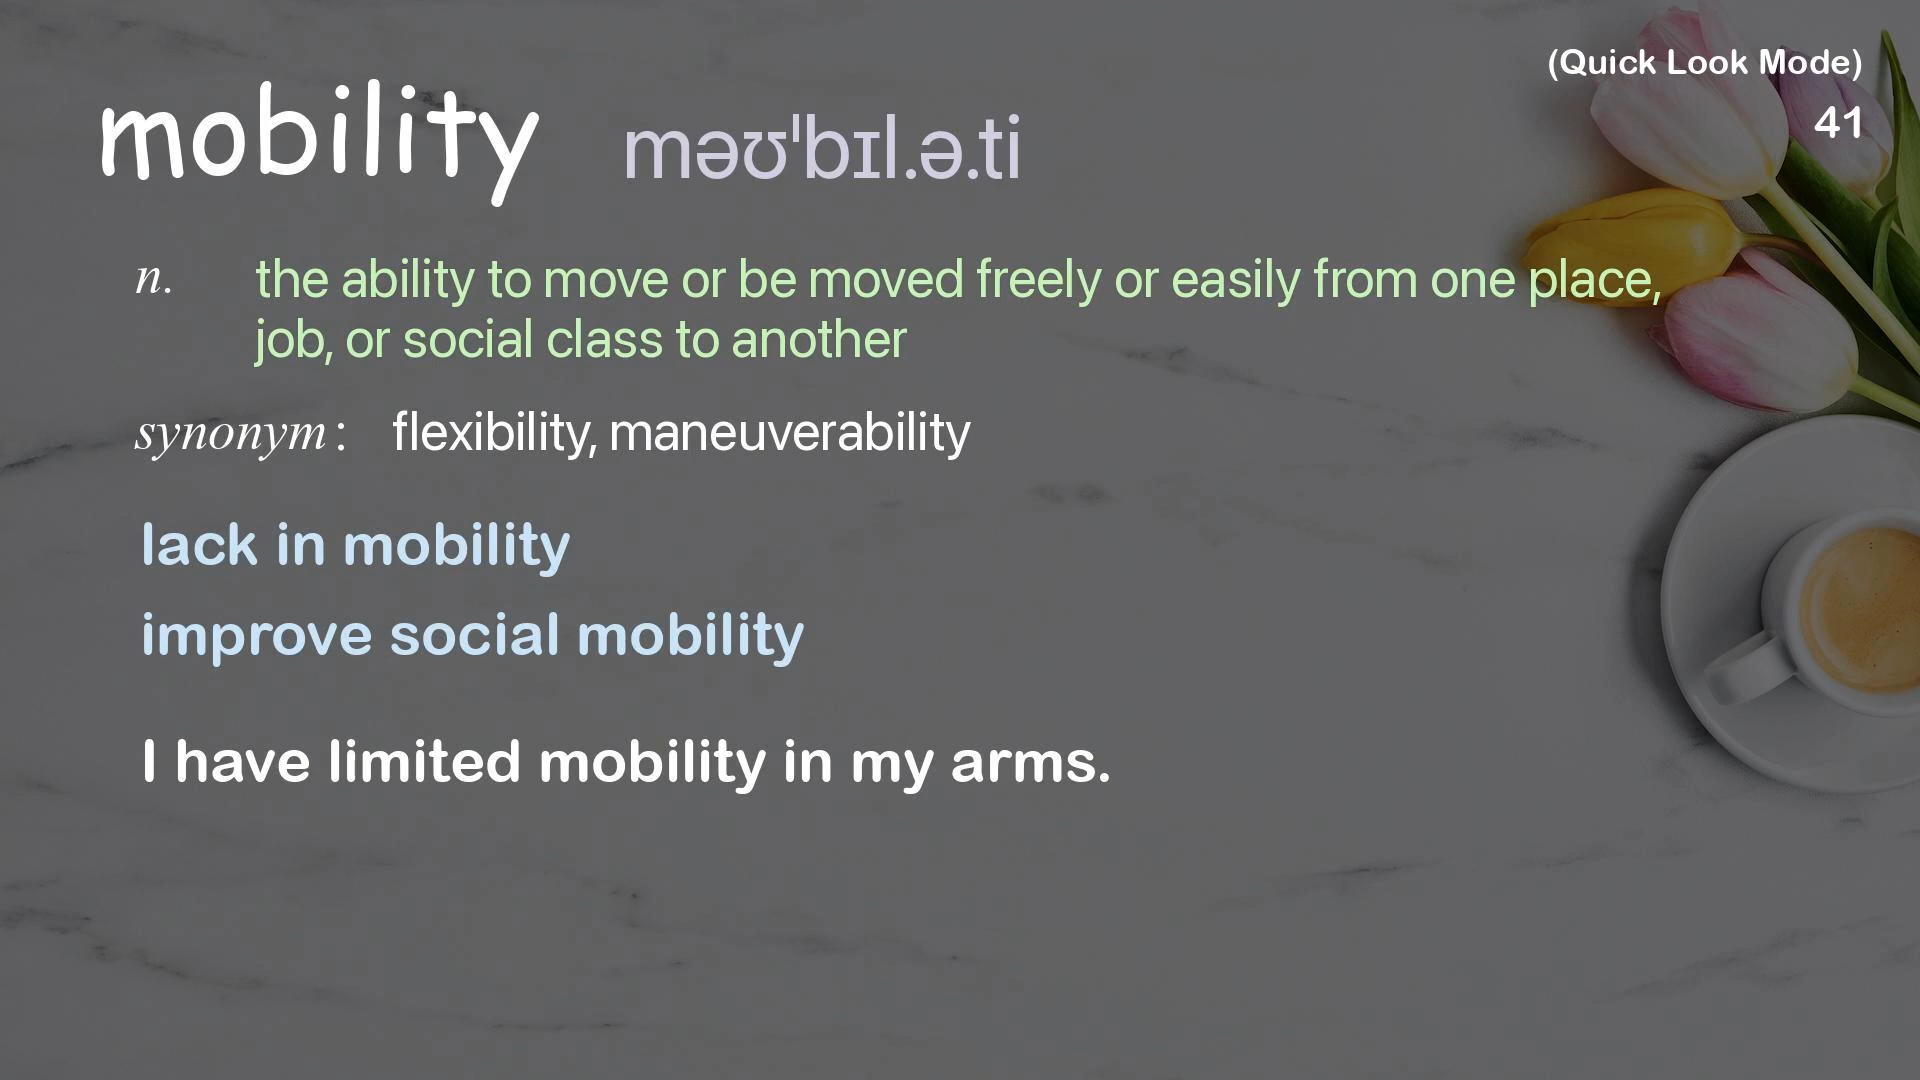 (Quick Look Mode)
41
mobility məʊˈbɪl.ə.ti
n. the ability to move or be moved freely or easily from one place,
job, or social class to another
synonym: flexibility, maneuverability
lack in mobility
improve social mobility
I have limited mobility in my arms.